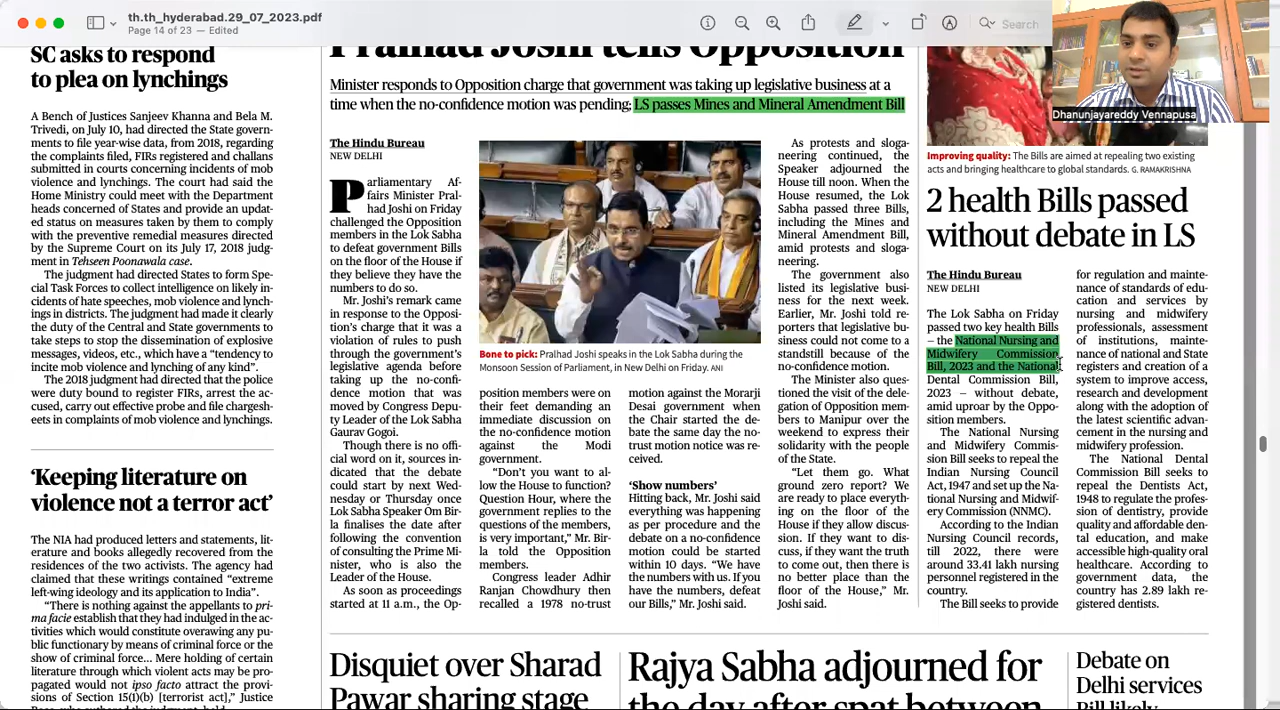 th.th_hyderabad.29_07_2023.pdf
Page 14 of 23 — Edited
Search
Dhanunjayareddy Vennapusa
SC asks to respond
to plea on lynchings
A Bench of Justices Sanjeev Khanna and Bela M.
Trivedi, on July 10, had directed the State govern-
ments to file year-wise data, from 2018, regarding
the complaints filed, FIRs registered and challans
submitted in courts concerning incidents of mob
violence and lynchings. The court had said the
Home Ministry could meet with the Department
heads concerned of States and provide an updat-
ed status on measures taken by them to comply
with the preventive remedial measures directed
by the Supreme Court on its July 17, 2018 judg-
ment in Tehseen Poonawala case.
The judgment had directed States to form Spe-
cial Task Forces to collect intelligence on likely in-
cidents of hate speeches, mob violence and lynch-
ings in districts. The judgment had made it clearly
the duty of the Central and State governments to
take steps to stop the dissemination of explosive
messages, videos, etc., which have a “tendency to
incite mob violence and lynching of any kind”.
The 2018 judgment had directed that the police
were duty bound to register FIRs, arrest the ac-
cused, carry out effective probe and file chargesh-
eets in complaints of mob violence and lynchings.
‘Keeping literature on
violence not a terror act’
The NIA had produced letters and statements, lit-
erature and books allegedly recovered from the
residences of the two activists. The agency had
claimed that these writings contained “extreme
left-wing ideology and its application to India”.
“There is nothing against the appellants to pri-
ma facie establish that they had indulged in the ac-
tivities which would constitute overawing any pu-
blic functionary by means of criminal force or the
show of criminal force... Mere holding of certain
literature through which violent acts may be pro-
pagated would not ipso facto attract the provi-
sions of Section 15(1)(b) [terrorist act],” Justice
Pralhad Joshi tells Opposition
Minister responds to Opposition charge that government was taking up legislative business at a
time when the no-confidence motion was pending; LS passes Mines and Mineral Amendment Bill
The Hindu Bureau
NEW DELHI
Parliamentary Af-
fairs Minister Pral-
had Joshi on Friday
challenged the Opposition
members in the Lok Sabha
to defeat government Bills
on the floor of the House if
they believe they have the
numbers to do so.
Mr. Joshi’s remark came
in response to the Opposi-
tion’s charge that it was a
violation of rules to push
through the government’s
legislative agenda before
taking up the no-confi-
dence motion that was
moved by Congress Depu-
ty Leader of the Lok Sabha
Gaurav Gogoi.
Though there is no offi-
cial word on it, sources in-
dicated that the debate
could start by next Wed-
nesday or Thursday once
Lok Sabha Speaker Om Bir-
la finalises the date after
following the convention
of consulting the Prime Mi-
nister, who is also the
Leader of the House.
As soon as proceedings
started at 11 a.m., the Op-
Bone to pick: Pralhad Joshi speaks in the Lok Sabha during the
Monsoon Session of Parliament, in New Delhi on Friday. ANI
position members were on
their feet demanding an
immediate discussion on
the no-confidence motion
against the Modi
government.
“Don’t you want to al-
low the House to function?
Question Hour, where the
government replies to the
questions of the members,
is very important,” Mr. Bir-
la told the Opposition
members.
Congress leader Adhir
Ranjan Chowdhury then
recalled a 1978 no-trust
motion against the Morarji
Desai government when
the Chair started the de-
bate the same day the no-
trust motion notice was re-
ceived.
‘Show numbers’
Hitting back, Mr. Joshi said
everything was happening
as per procedure and the
debate on a no-confidence
motion could be started
within 10 days. “We have
the numbers with us. If you
have the numbers, defeat
our Bills,” Mr. Joshi said.
As protests and sloga-
neering continued, the
Speaker adjourned the
House till noon. When the
House resumed, the Lok
Sabha passed three Bills,
including the Mines and
Mineral Amendment Bill,
amid protests and sloga-
neering.
The government also
listed its legislative busi-
ness for the next week.
Earlier, Mr. Joshi told re-
porters that legislative bu-
siness could not come to a
standstill because of the
no-confidence motion.
The Minister also ques-
tioned the visit of the dele-
gation of Opposition mem-
bers to Manipur over the
weekend to express their
solidarity with the people
of the State.
“Let them go. What
ground zero report? We
are ready to place everyth-
ing on the floor of the
House if they allow discus-
sion. If they want to dis-
cuss, if they want the truth
to come out, then there is
no better place than the
floor of the House,” Mr.
Joshi said.
Improving quality: The Bills are aimed at repealing two existing
acts and bringing healthcare to global standards. G. RAMAKRISHNA
2 health Bills passed
without debate in LS
The Hindu Bureau
NEW DELHI
The Lok Sabha on Friday
passed two key health Bills
– the National Nursing and
Midwifery Commission
Bill, 2023 and the National
Dental Commission Bill,
2023 – without debate,
amid uproar by the Oppo-
sition members.
The National Nursing
and Midwifery Commis-
sion Bill seeks to repeal the
Indian Nursing Council
Act, 1947 and set up the Na-
tional Nursing and Midwif-
ery Commission (NNMC).
According to the Indian
Nursing Council records,
till 2022, there were
around 33.41 lakh nursing
personnel registered in the
country.
The Bill seeks to provide
for regulation and mainte-
nance of standards of edu-
cation and services by
nursing and midwifery
professionals, assessment
of institutions, mainte-
nance of national and State
registers and creation of a
system to improve access,
research and development
along with the adoption of
the latest scientific advan-
cement in the nursing and
midwifery profession.
The National Dental
Commission Bill seeks to
repeal the Dentists Act,
1948 to regulate the profes-
sion of dentistry, provide
quality and affordable den-
tal education, and make
accessible high-quality oral
healthcare. According to
government data, the
country has 2.89 lakh re-
gistered dentists.
Disquiet over Sharad
Pawar sharing stage
Rajya Sabha adjourned for
the day after spat between
Debate on
Delhi services
Bill likely